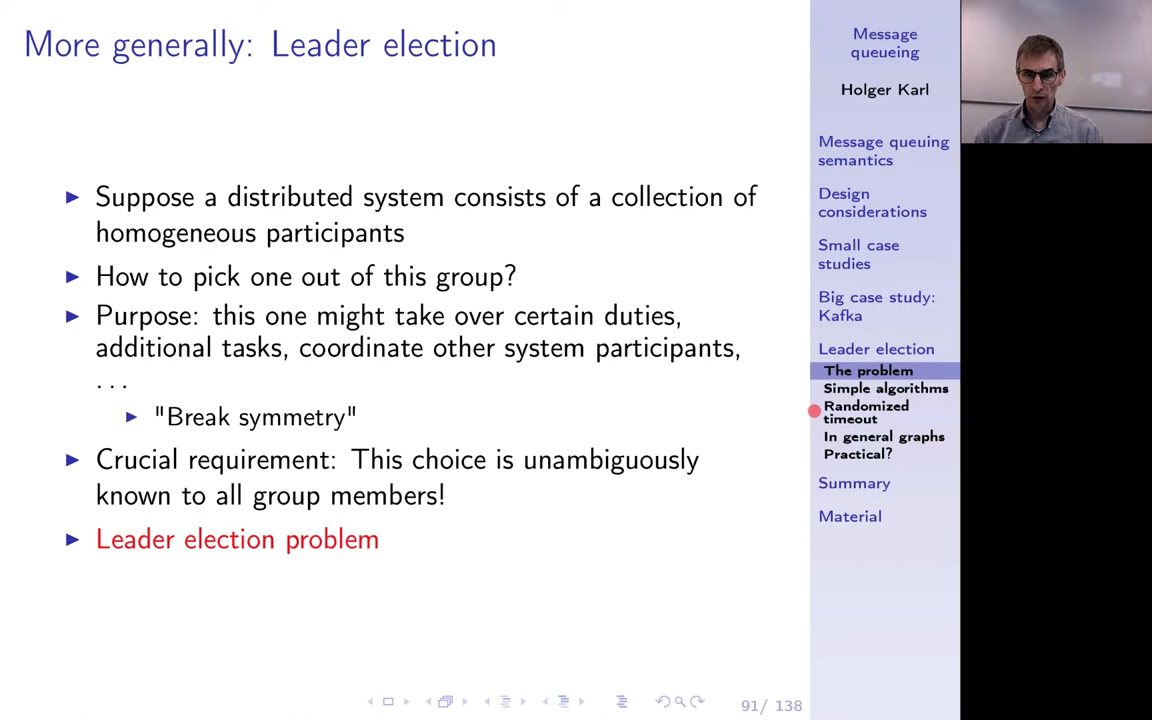 More generally: Leader election
▶ Suppose a distributed system consists of a collection of
homogeneous participants
▶ How to pick one out of this group?
▶ Purpose: this one might take over certain duties,
additional tasks, coordinate other system participants,
. . .
▶ "Break symmetry"
▶ Crucial requirement: This choice is unambiguously
known to all group members!
▶ Leader election problem
Message
queueing
Holger Karl
Message queuing
semantics
Design
considerations
Small case
studies
Big case study:
Kafka
Leader election
The problem
Simple algorithms
Randomized
timeout
In general graphs
Practical?
Summary
Material
91/ 138